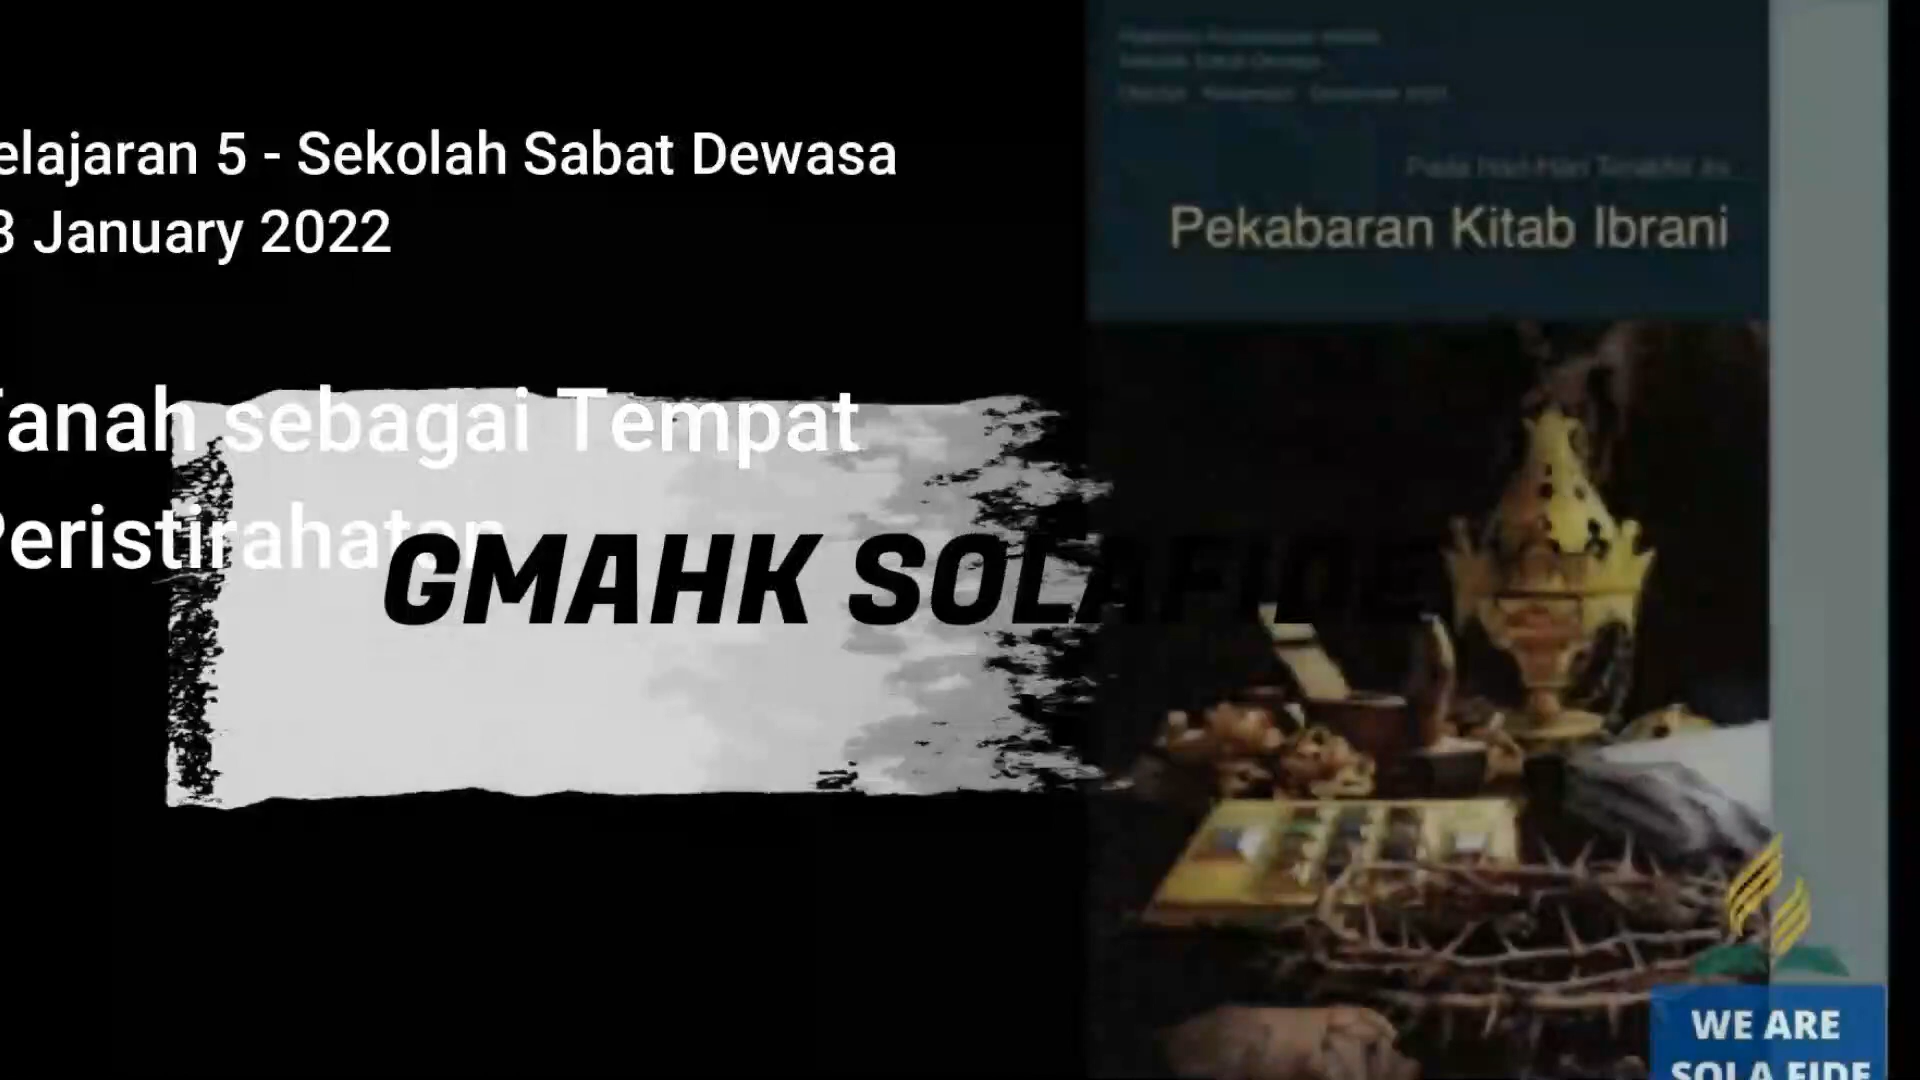 elajaran 5 - Sekolah Sabat Dewasa
3 January 2022
Tanah sebagai Tempat
Peristirahatan
GMAHK SOLAFIDE
Pekabaran Kitab Ibrani
WE ARE
SOLA FIDE